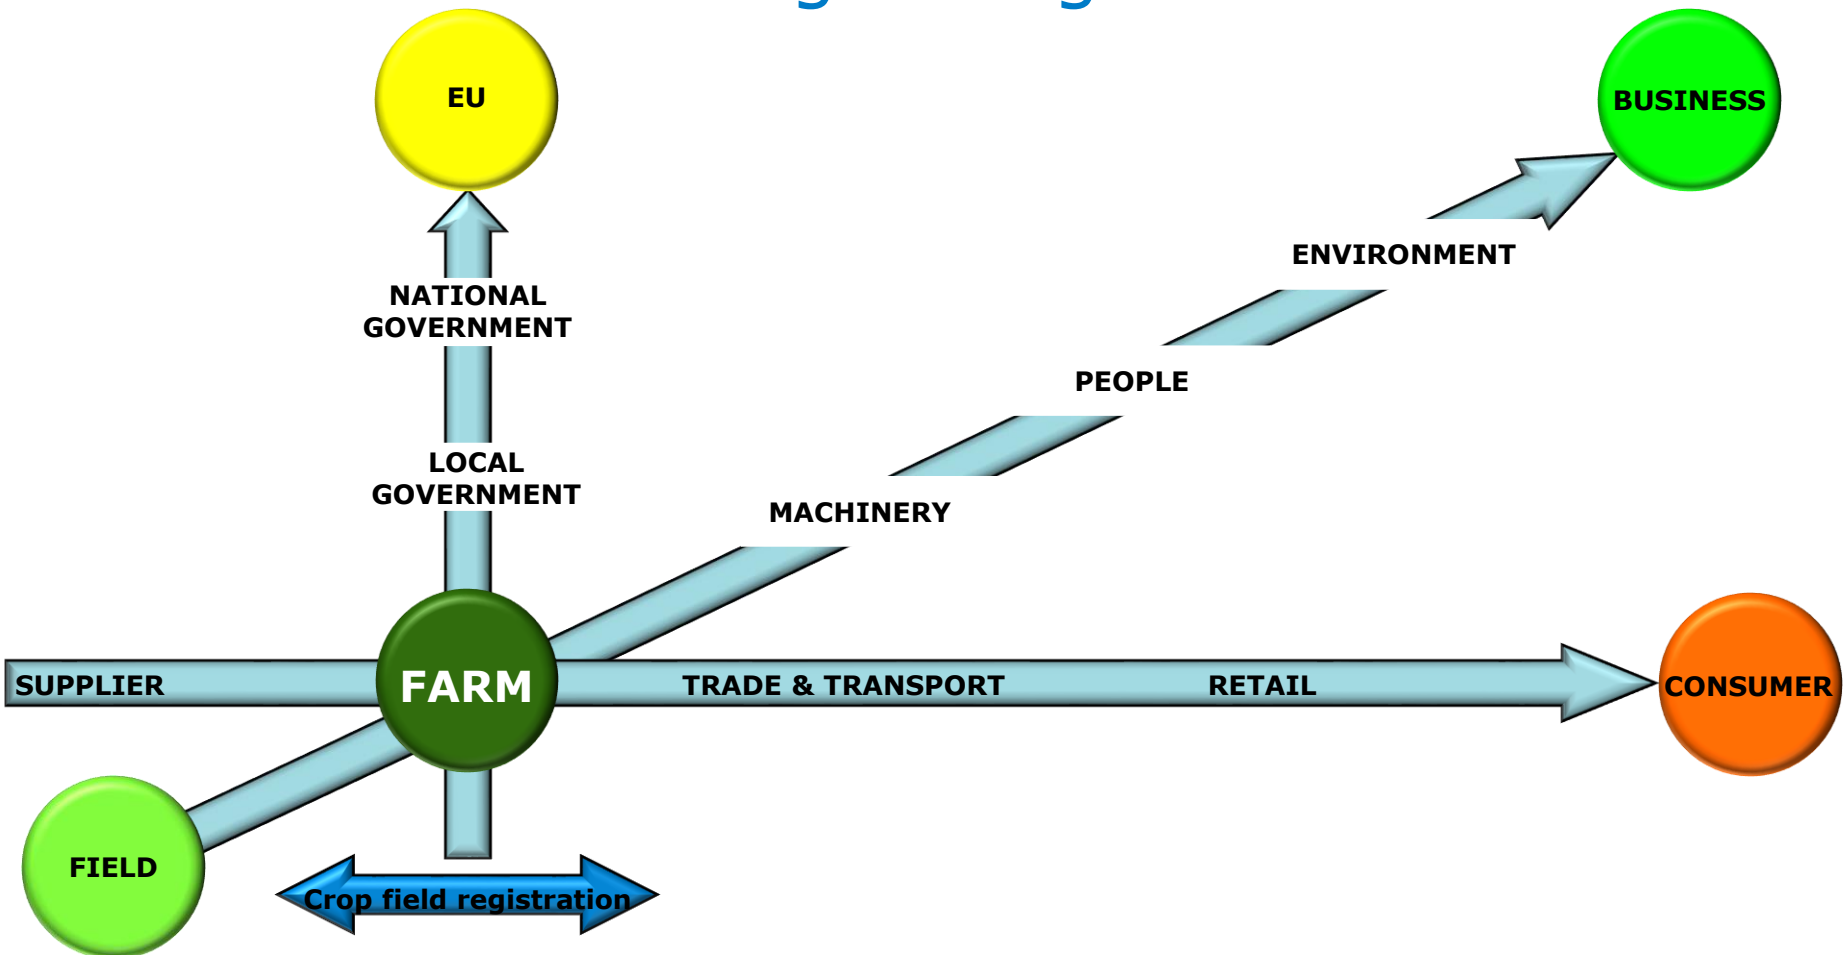 EU
BUSINESS
ENVIRONMENT
NATIONAL
GOVERNMENT
PEOPLE
LOCAL
GOVERNMENT
MACHINERY
SUPPLIER
FARM
TRADE & TRANSPORT
RETAIL
CONSUMER
FIELD
Crop field registration